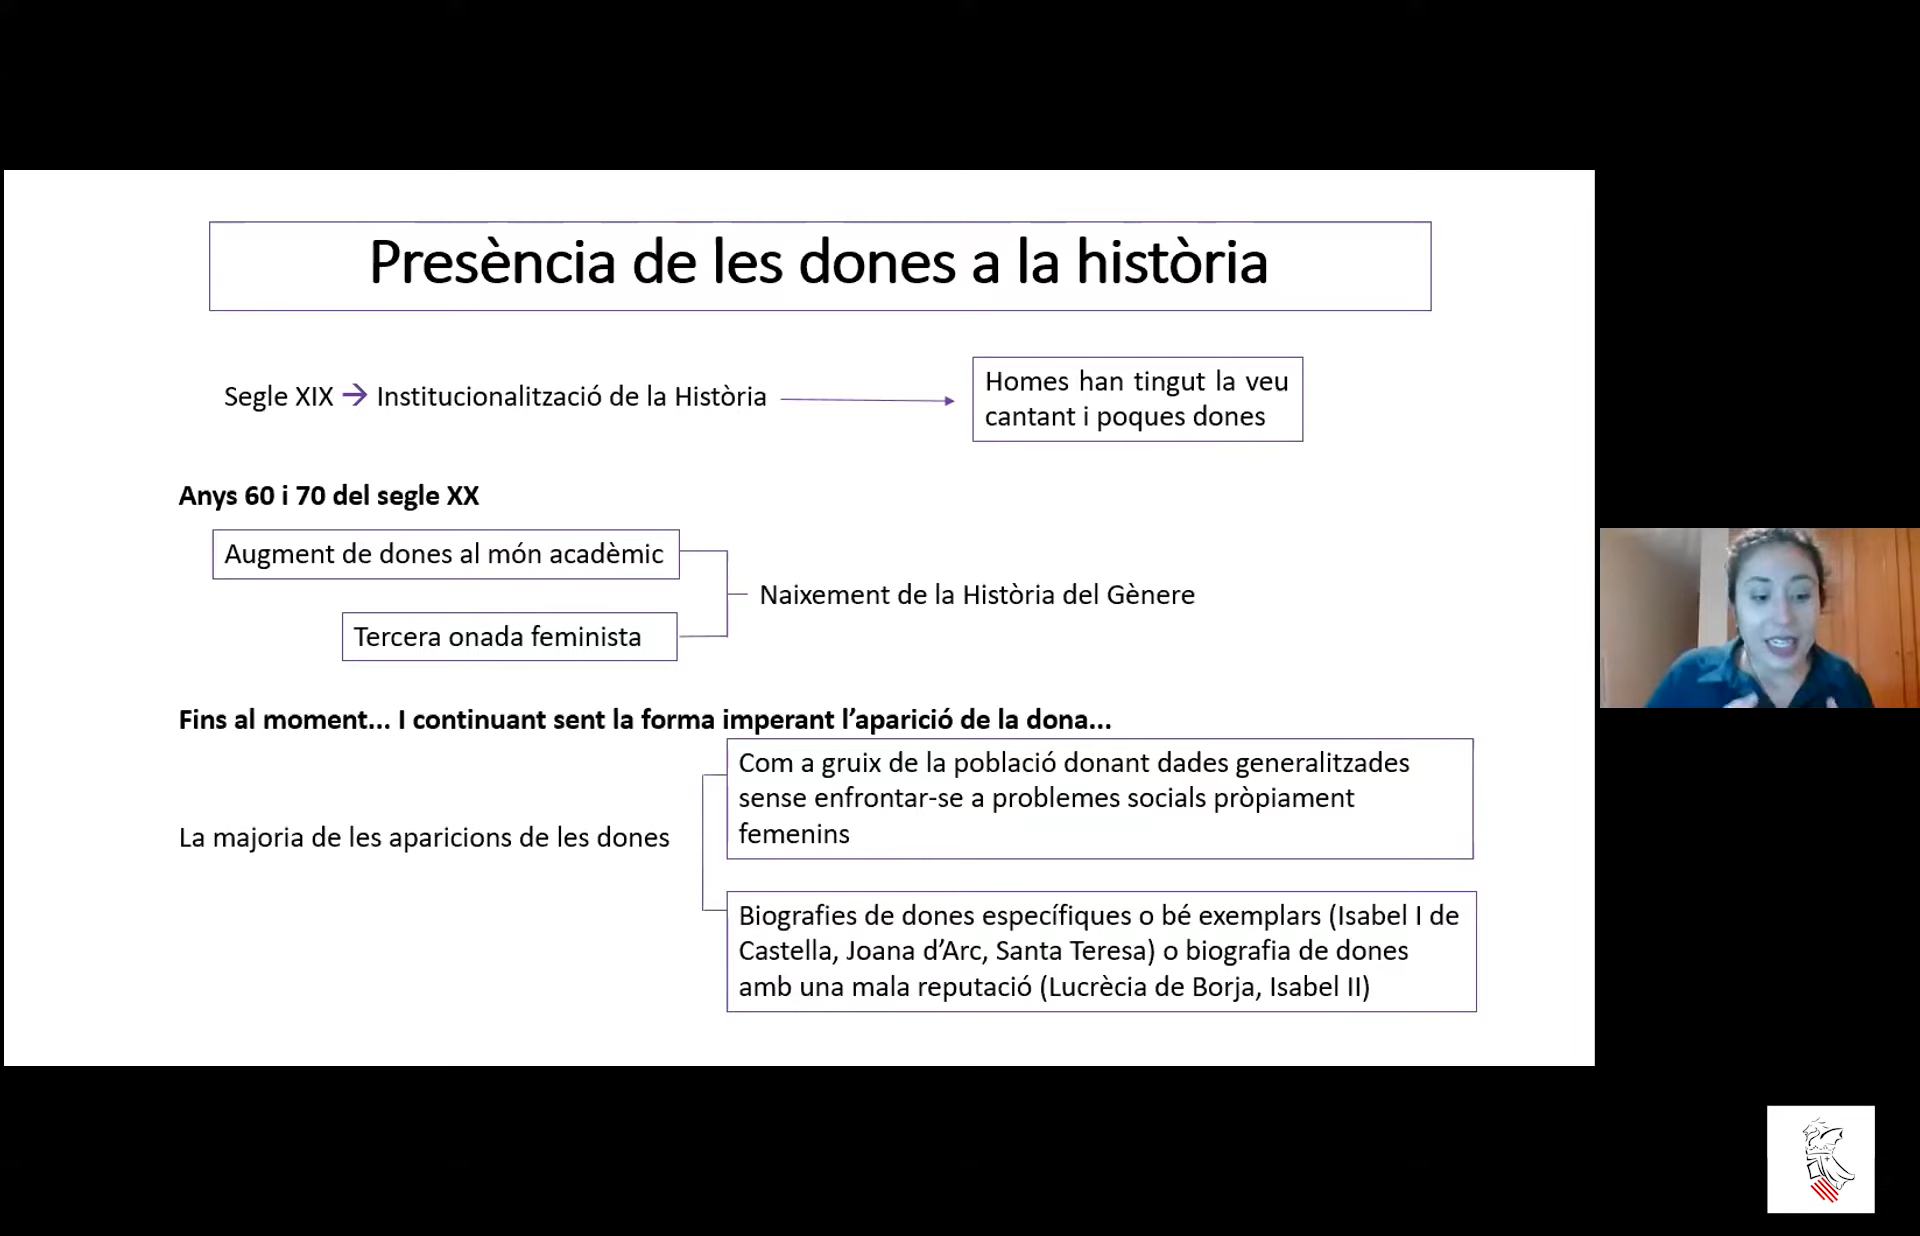 Presència de les dones a la història
Segle XIX → Institucionalització de la Història
Homes han tingut la veu
cantant i poques dones
Anys 60 i 70 del segle XX
Augment de dones al món acadèmic
Tercera onada feminista
Naixement de la Història del Gènere
Fins al moment... I continuant sent la forma imperant l’aparició de la dona...
La majoria de les aparicions de les dones
Com a gruix de la població donant dades generalitzades
sense enfrontar-se a problemes socials pròpiament
femenins
Biografies de dones específiques o bé exemplars (Isabel I de
Castella, Joana d’Arc, Santa Teresa) o biografia de dones
amb una mala reputació (Lucrècia de Borja, Isabel II)